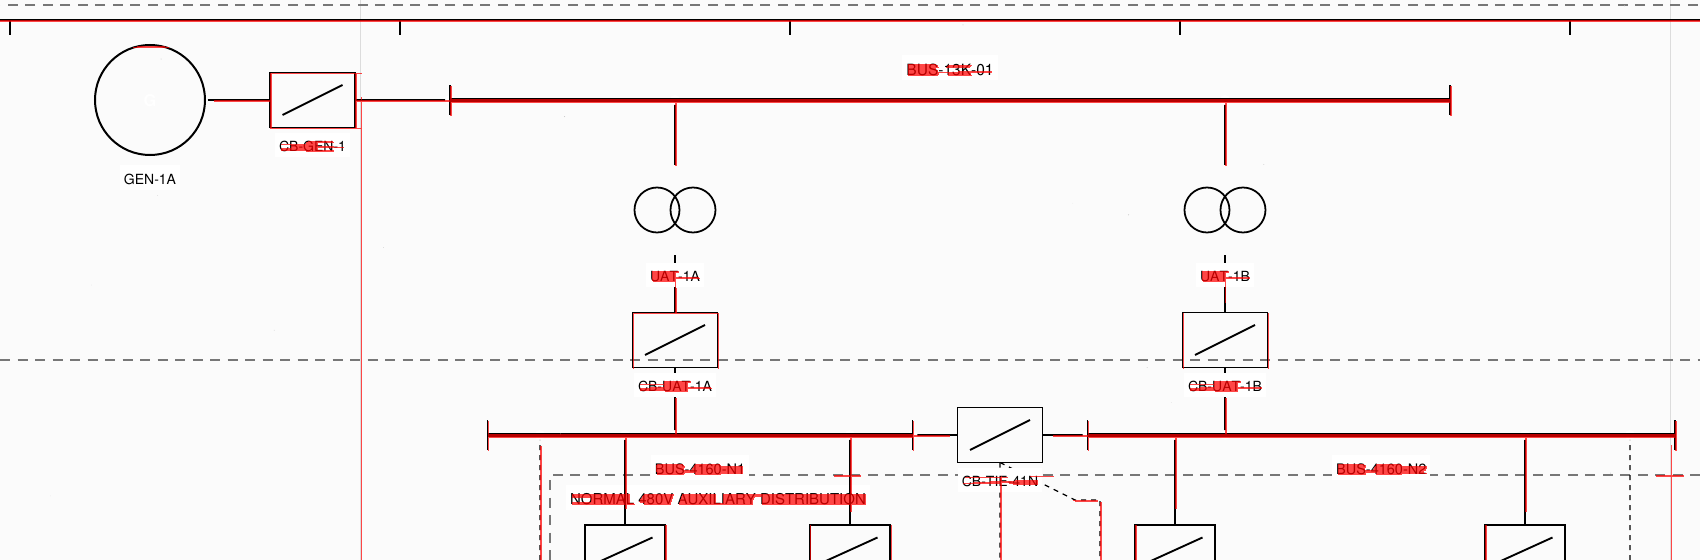 BUS-13K-01
CB-GEN-1
GEN-1A
UAT-1A
UAT-1B
CB-UAT-1A
CB-UAT-1B
BUS-4160-N1
BUS-4160-N2
CB-TIE-41N
NORMAL 480V AUXILIARY DISTRIBUTION